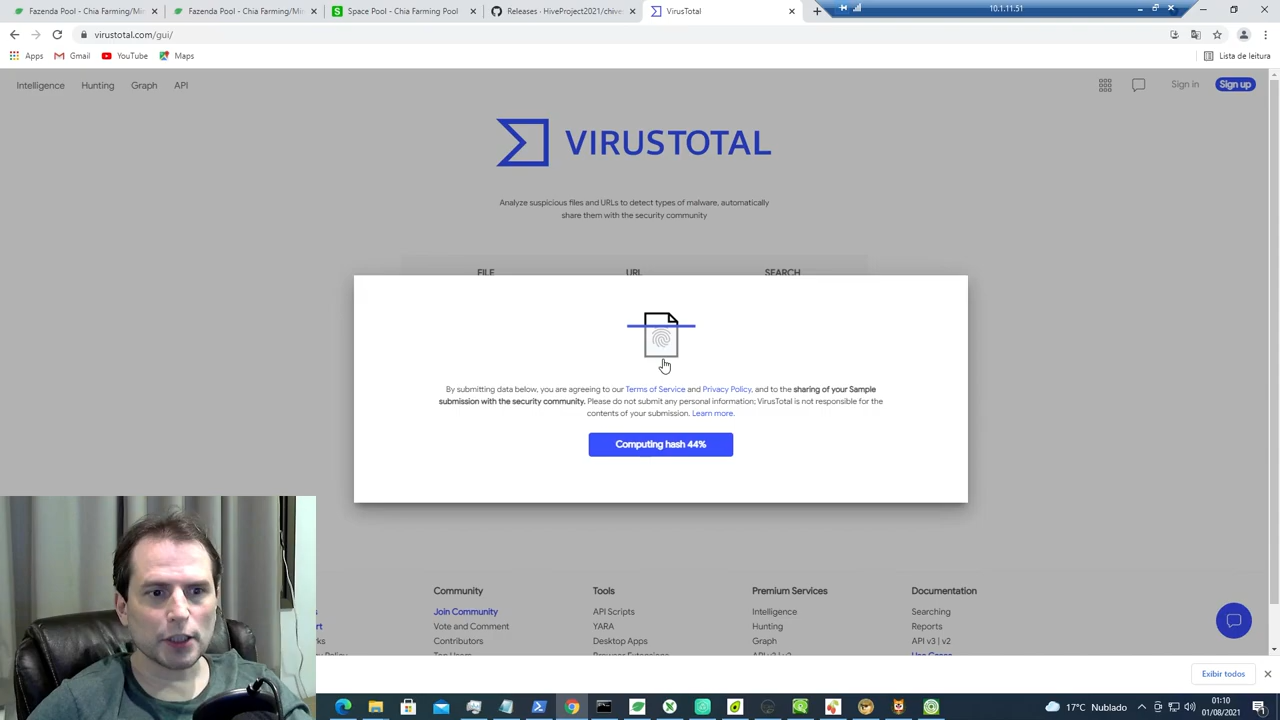 Fazenda Pool - Chia Farming/Mi
Fazenda Pool - Chia Farming/Min
Space Pool - Chia Farming Pool
Releases · HiveProject2021/chives
VirusTotal
10.1.11.51
virustotal.com/gui/
Apps
Gmail
YouTube
Maps
Lista de leitura
Intelligence
Hunting
Graph
API
Sign in
Sign up
VIRUSTOTAL
Analyze suspicious files and URLs to detect types of malware, automatically
share them with the security community
FILE
URL
SEARCH
By submitting data below, you are agreeing to our Terms of Service and Privacy Policy, and to the sharing of your Sample
submission with the security community. Please do not submit any personal information; VirusTotal is not responsible for the
contents of your submission. Learn more.
Computing hash 44%
Community
Tools
Premium Services
Documentation
Join Community
API Scripts
Intelligence
Searching
Vote and Comment
YARA
Hunting
Reports
Contributors
Desktop Apps
Graph
API v3 | v2
Exibir todos
17°C Nublado
01:10
01/08/2021